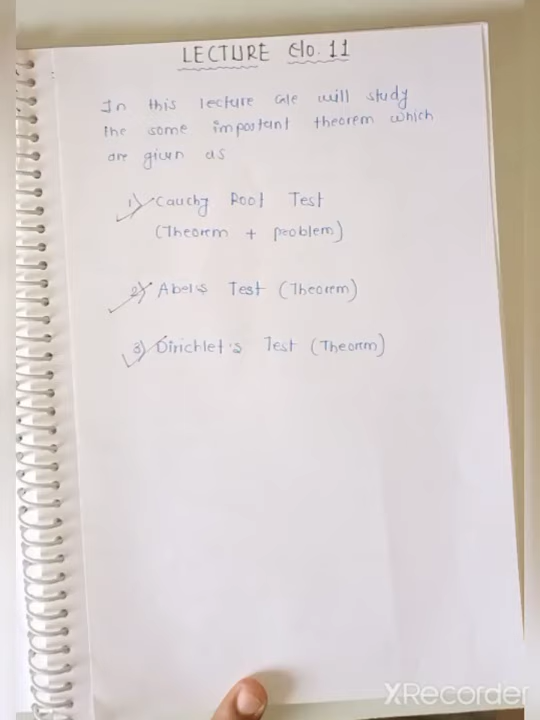 LECTURE No. 11
In this lecture we will study
the some important theorem which
are given as
1) Cauchy Root Test
(Theorem + problem)
2) Abel's Test (Theorem)
3) Dirichlet's Test (Theorem)
XRecorder